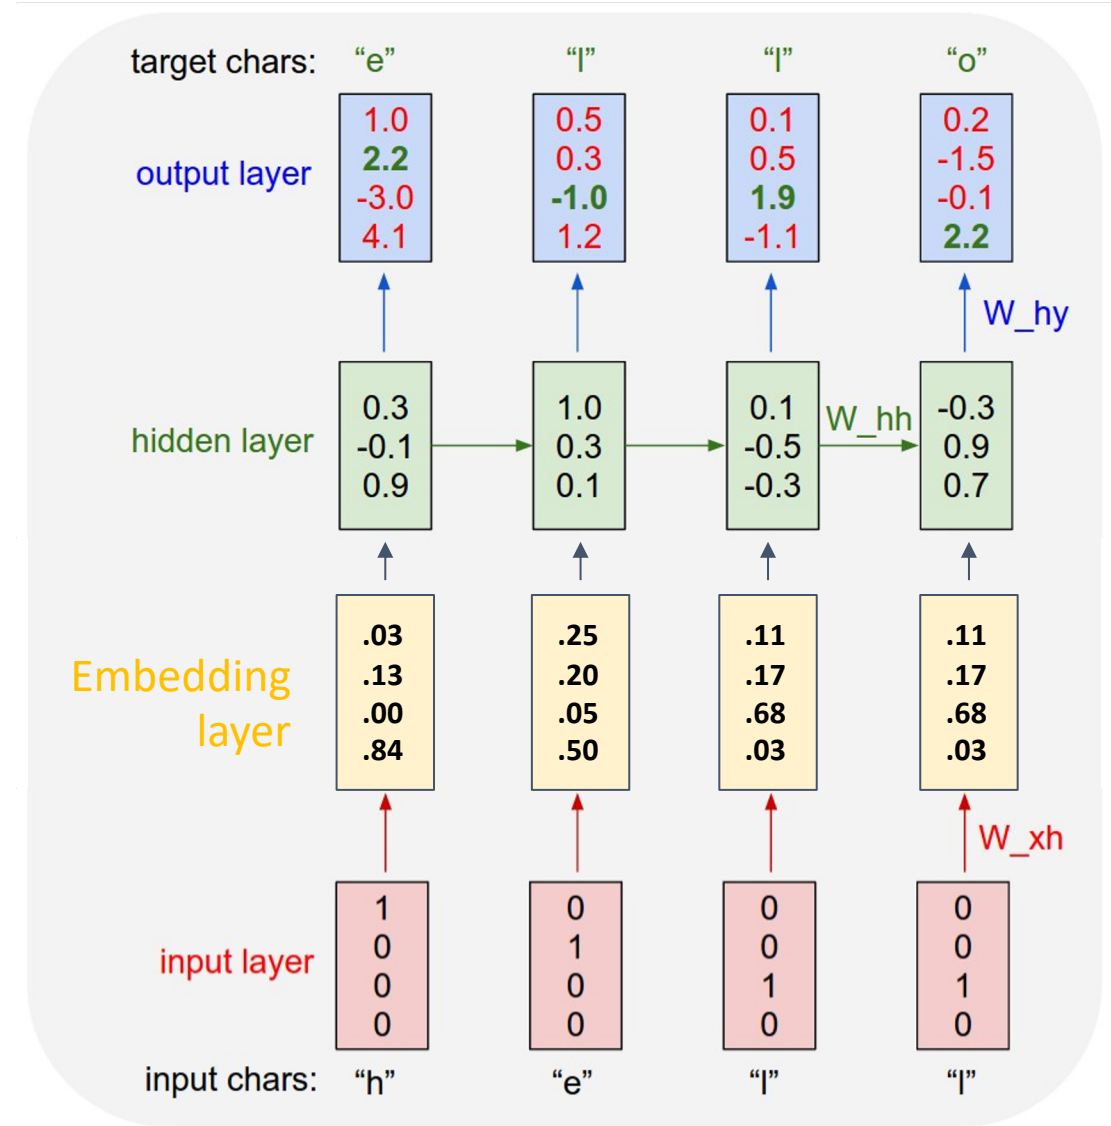 target chars: “e” “l” “l” “o”
output layer
1.0 0.5 0.1 0.2
2.2 0.3 0.5 -1.5
-3.0 -1.0 1.9 -0.1
4.1 1.2 -1.1 2.2
W_hy
hidden layer
0.3 1.0 0.1 -0.3
-0.1 0.3 -0.5 0.9
0.9 0.1 -0.3 0.7
W_hh
Embedding
layer
.03 .25 .11 .11
.13 .20 .17 .17
.00 .05 .68 .68
.84 .50 .03 .03
W_xh
input layer
1 0 0 0
0 1 0 0
0 0 1 1
0 0 0 0
input chars: “h” “e” “l” “l”